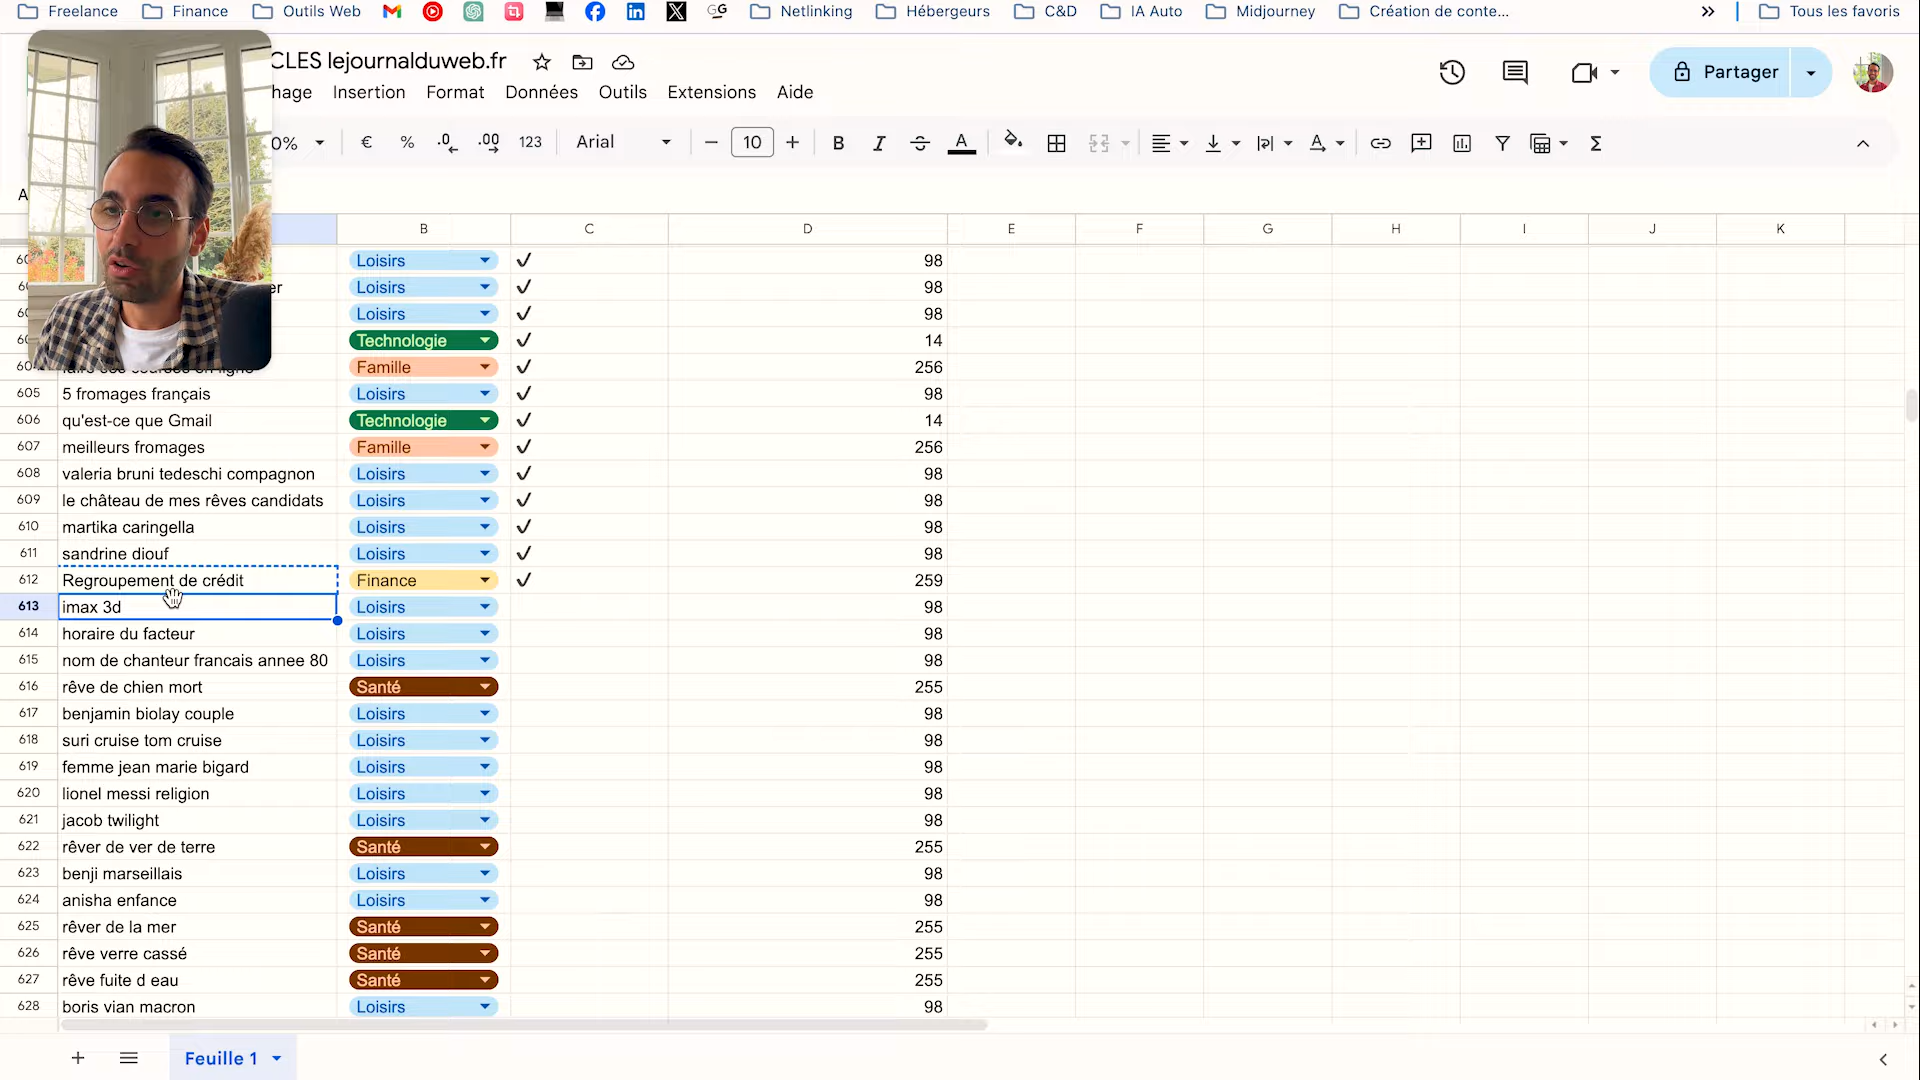 Freelance Finance Outils Web Netlinking Hébergeurs C&D IA Auto Midjourney Création de conte... » Tous les favoris
CLES lejournalduweb.fr
hage Insertion Format Données Outils Extensions Aide
Partager
0% € % .0 .00 123 Arial 10 B I A Σ
A
B C D E F G H I J K
Loisirs ✓ 98
er Loisirs ✓ 98
Loisirs ✓ 98
Technologie ✓ 14
604 Famille ✓ 256
605 5 fromages français Loisirs ✓ 98
606 qu'est-ce que Gmail Technologie ✓ 14
607 meilleurs fromages Famille ✓ 256
608 valeria bruni tedeschi compagnon Loisirs ✓ 98
609 le château de mes rêves candidats Loisirs ✓ 98
610 martika caringella Loisirs ✓ 98
611 sandrine diouf Loisirs ✓ 98
612 Regroupement de crédit Finance ✓ 259
613 imax 3d Loisirs 98
614 horaire du facteur Loisirs 98
615 nom de chanteur francais annee 80 Loisirs 98
616 rêve de chien mort Santé 255
617 benjamin biolay couple Loisirs 98
618 suri cruise tom cruise Loisirs 98
619 femme jean marie bigard Loisirs 98
620 lionel messi religion Loisirs 98
621 jacob twilight Loisirs 98
622 rêver de ver de terre Santé 255
623 benji marseillais Loisirs 98
624 anisha enfance Loisirs 98
625 rêver de la mer Santé 255
626 rêve verre cassé Santé 255
627 rêve fuite d eau Santé 255
628 boris vian macron Loisirs 98
Feuille 1